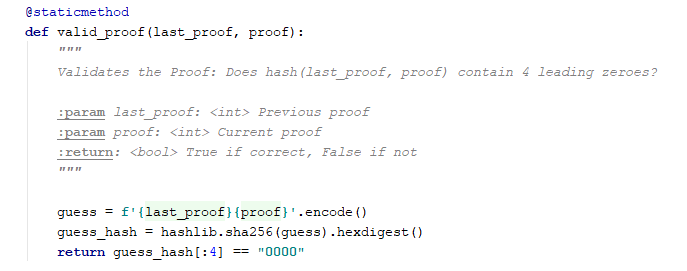 @staticmethod
def valid_proof(last_proof, proof):
    """
    Validates the Proof: Does hash(last_proof, proof) contain 4 leading zeroes?

    :param last_proof: <int> Previous proof
    :param proof: <int> Current proof
    :return: <bool> True if correct, False if not
    """

    guess = f'{last_proof}{proof}'.encode()
    guess_hash = hashlib.sha256(guess).hexdigest()
    return guess_hash[:4] == "0000"